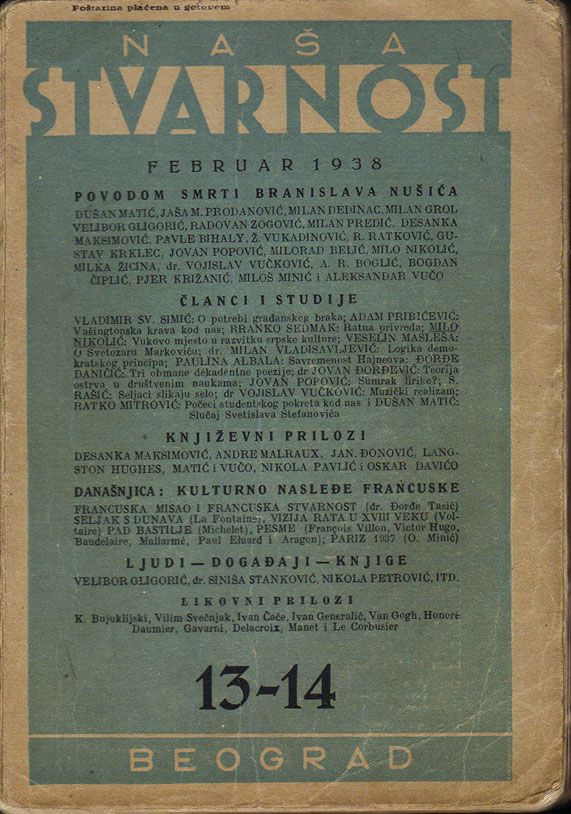 Poštarina plaćena u gotovom
NAŠA
STVARNOST
FEBRUAR 1938
POVODOM SMRTI BRANISLAVA NUŠIĆA
DUŠAN MATIĆ, JAŠA M. PRODANOVIĆ, MILAN DEDINAC, MILAN GROL
VELIBOR GLIGORIĆ, RADOVAN ZOGOVIĆ, MILAN PREDIĆ, DESANKA
MAKSIMOVIĆ, PAVLE BIHALY, Ž. VUKADINOVIĆ, R. RATKOVIĆ, GU-
STAV KRKLEC, JOVAN POPOVIĆ, MILORAD BELIĆ, MILO NIKOLIĆ,
MILKA ŽICINA, dr. VOJISLAV VUČKOVIĆ, A. R. BOGLIĆ, BOGDAN
ČIPLIĆ, PJER KRIŽANIĆ, MILOŠ MINIĆ i ALEKSANDAR VUČO
ČLANCI I STUDIJE
VLADIMIR SV. SIMIĆ: O potrebi građanskog braka; ADAM PRIBIĆEVIĆ:
Vašingtonska krava kod nas; BRANKO SEDMAK: Ratna privreda; MILO
NIKOLIĆ: Vukovo mjesto u razvitku srpske kulture; VESELIN MASLEŠA:
O Svetozaru Markoviću; dr. MILAN VLADISAVLJEVIĆ: Logika demo-
kratskog principa; PAULINA ALBALA: Savremenost Hajneova: ĐORĐE
DANIČIĆ: Tri obmane dekadentne poezije; dr JOVAN ĐORĐEVIĆ: Teorija
ostrva u društvenim naukama; JOVAN POPOVIĆ: Sumrak lirike?; S.
RAŠIĆ: Seljaci slikaju selo; dr VOJISLAV VUČKOVIĆ: Muzički realizam;
RATKO MITROVIĆ: Počeci studentskog pokreta kod nas i DUŠAN MATIĆ:
Slučaj Svetislava Stefanovića
KNJIŽEVNI PRILOZI
DESANKA MAKSIMOVIĆ, ANDRE MALRAUX, JAN. ĐONOVIĆ, LANG-
STON HUGHES, MATIĆ i VUČO, NIKOLA PAVLIĆ i OSKAR DAVIČO
DANAŠNJICA: KULTURNO NASLEĐE FRANCUSKE
FRANCUSKA MISAO I FRANCUSKA STVARNOST (dr. Đorđe Tasić)
SELJAK S DUNAVA (La Fontaine), VIZIJA RATA U XVIII VEKU (Vol-
taire) PAD BASTILJE (Michelet), PESME (François Villon, Victor Hugo,
Baudelaire, Mallarmé, Paul Eluard i Aragon); PARIZ 1937 (O. Minić)
LJUDI — DOGAĐAJI — KNJIGE
VELIBOR GLIGORIĆ, dr. SINIŠA STANKOVIĆ, NIKOLA PETROVIĆ, ITD.
LIKOVNI PRILOZI
K. Bujuklijski, Vilim Svečnjak, Ivan Čaće, Ivan Generalić, Van Gogh, Honoré
Daumier, Gavarni, Delacroix, Manet i Le Corbusier
13-14
BEOGRAD